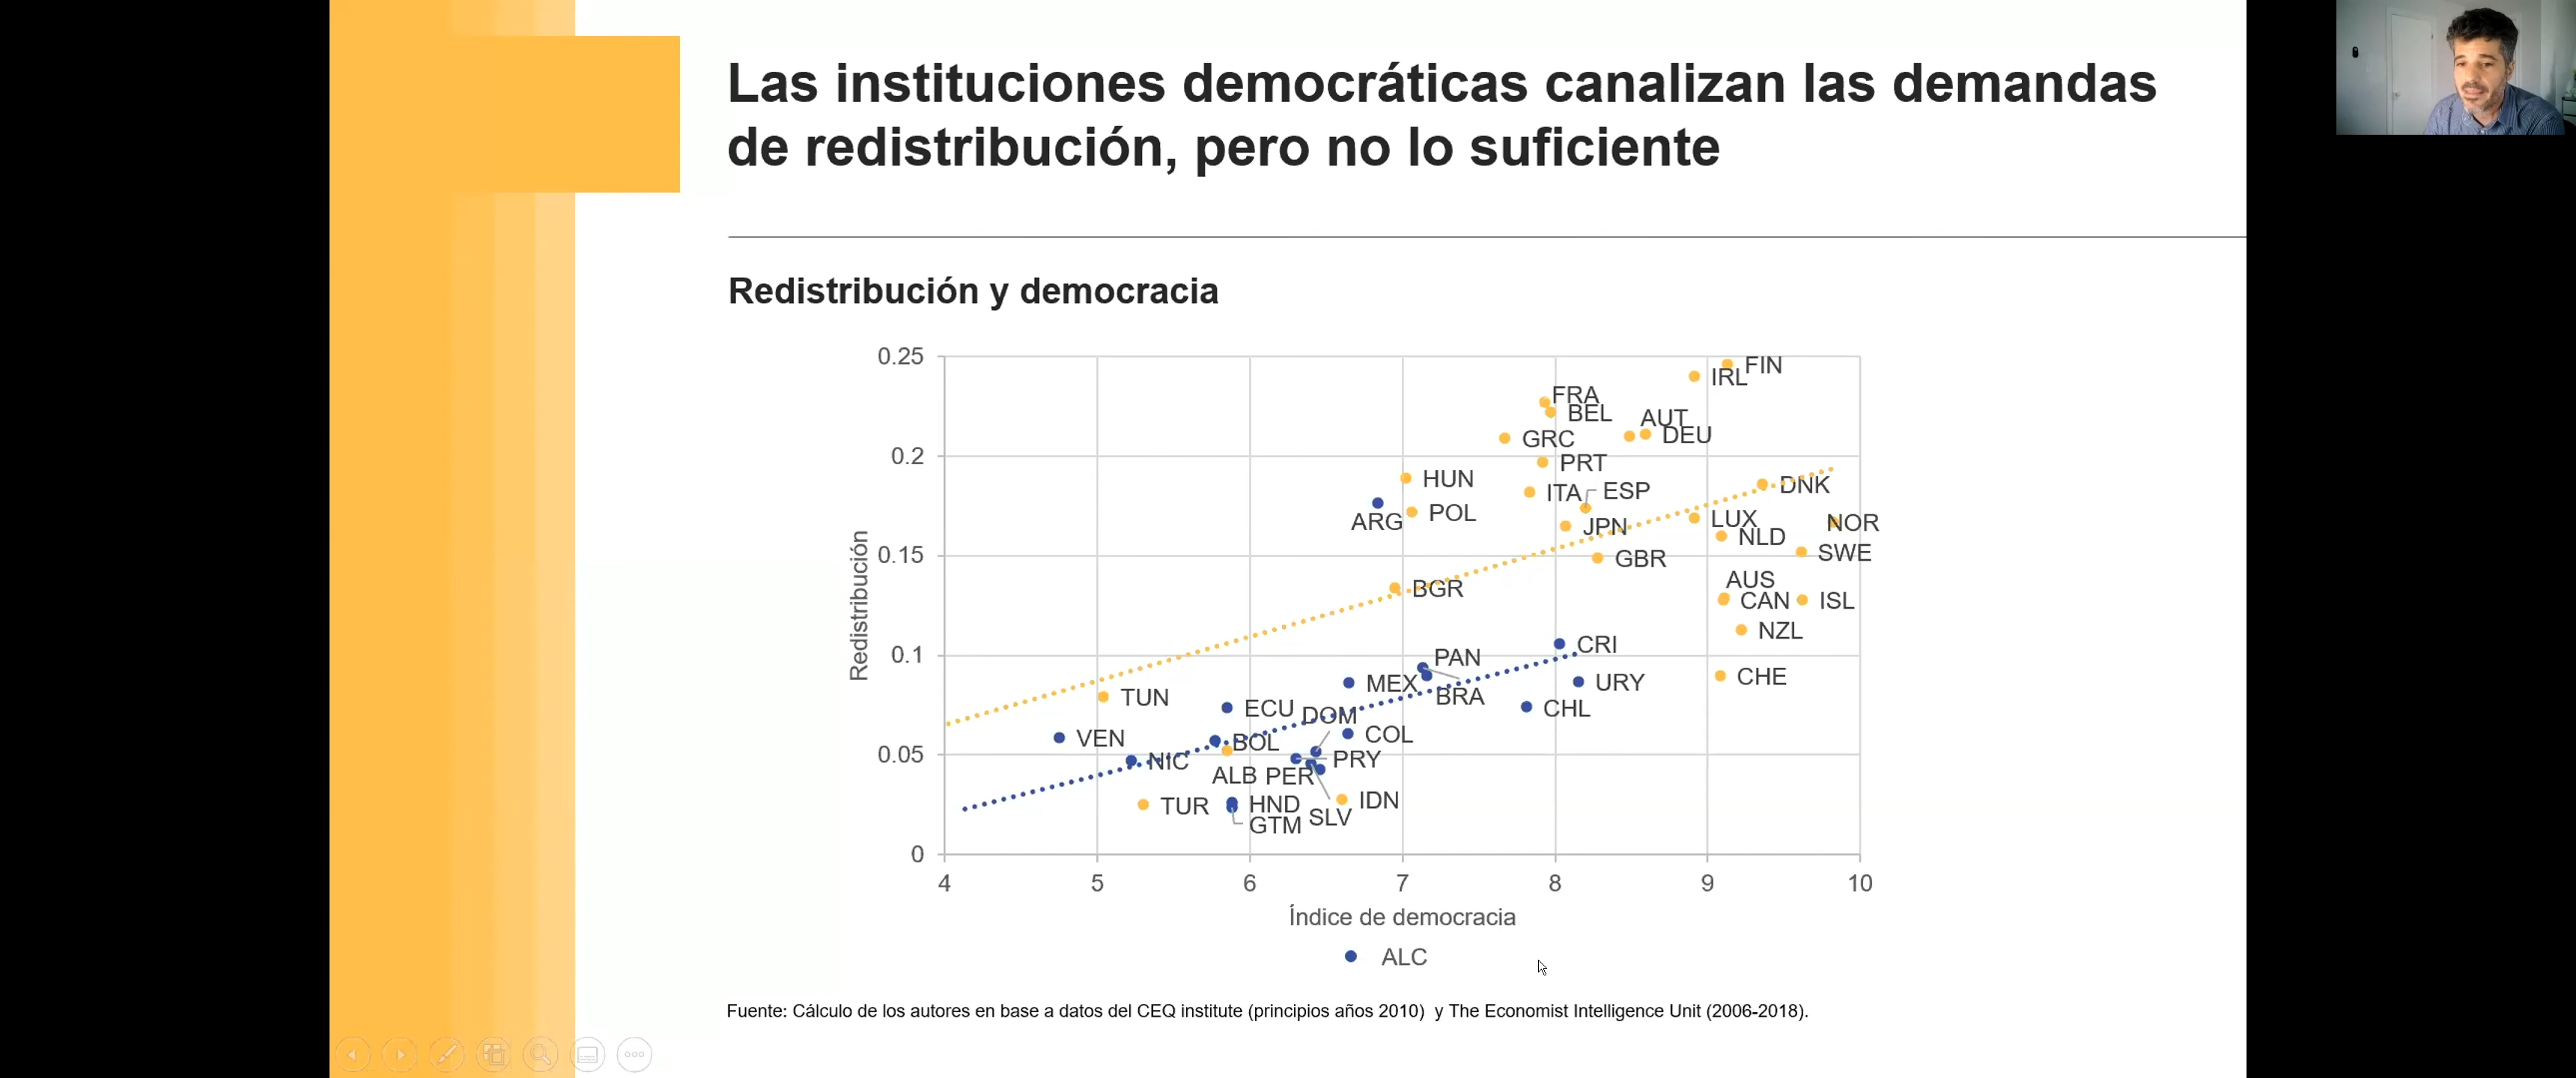 Las instituciones democráticas canalizan las demandas
de redistribución, pero no lo suficiente
Redistribución y democracia
0.25
0.2
0.15
0.1
0.05
0
Redistribución
FIN
IRL
FRA
BEL
AUT
DEU
GRC
PRT
HUN
ITA
ESP
DNK
ARG
POL
JPN
LUX
NOR
NLD
SWE
GBR
AUS
BGR
CAN
ISL
NZL
CRI
PAN
CHE
MEX
URY
TUN
BRA
ECU
DOM
CHL
VEN
BOL
COL
NIC
PRY
ALB
PER
TUR
HND
IDN
GTM
SLV
4 5 6 7 8 9 10
Índice de democracia
ALC
Fuente: Cálculo de los autores en base a datos del CEQ institute (principios años 2010) y The Economist Intelligence Unit (2006-2018).